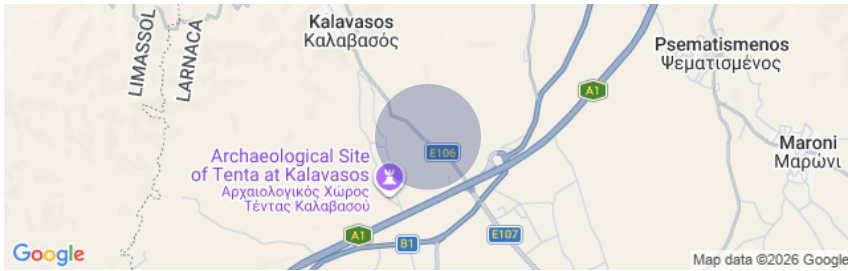 Kalavasos
Καλαβασός
LIMASSOL
LARNACA
Psematismenos
Ψεματισμένος
A1
Maroni
Μαρώνι
E106
Archaeological Site
of Tenta at Kalavasos
Αρχαιολογικός Χώρος
Τέντας Καλαβασού
A1
B1
E107
Google
Map data ©2026 Google